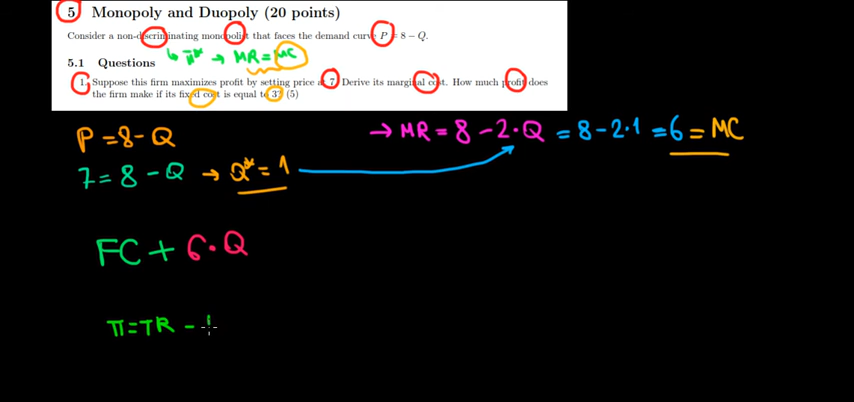 5 Monopoly and Duopoly (20 points)
Consider a non-discriminating monopolist that faces the demand curve P = 8 − Q.
5.1 Questions
↳ π* → MR = MC
1. Suppose this firm maximizes profit by setting price at 7. Derive its marginal cost. How much profit does
the firm make if its fixed cost is equal to 3? (5)
P = 8 - Q
→ MR = 8 - 2·Q = 8 - 2·1 = 6 = MC
7 = 8 - Q → Q* = 1
FC + 6·Q
π = TR -